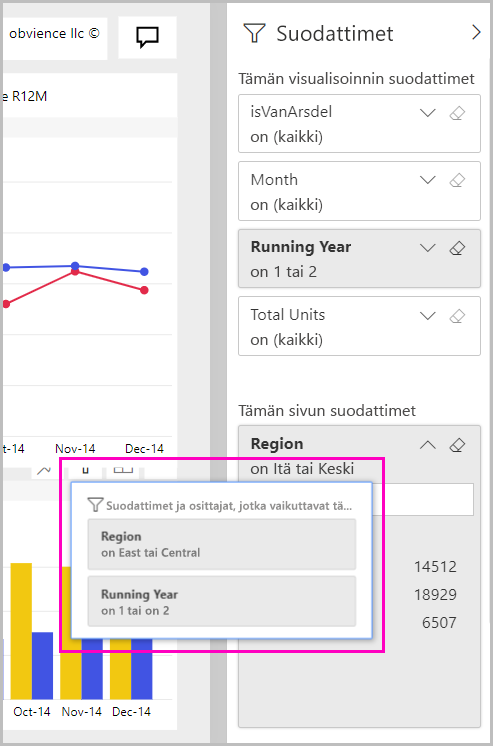 obvience llc ©
e R12M
t-14 Nov-14 Dec-14
Oct-14 Nov-14 Dec-14
Suodattimet ja osittajat, jotka vaikuttavat tä...
Region
on East tai Central
Running Year
on 1 tai on 2
Suodattimet
Tämän visualisoinnin suodattimet
isVanArsdel
on (kaikki)
Month
on (kaikki)
Running Year
on 1 tai 2
Total Units
on (kaikki)
Tämän sivun suodattimet
Region
on Itä tai Keski
14512
18929
6507